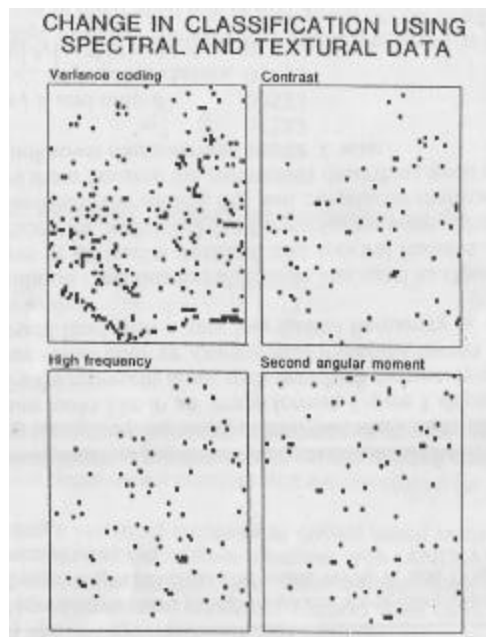 CHANGE IN CLASSIFICATION USING
SPECTRAL AND TEXTURAL DATA
Variance coding
Contrast
High frequency
Second angular moment